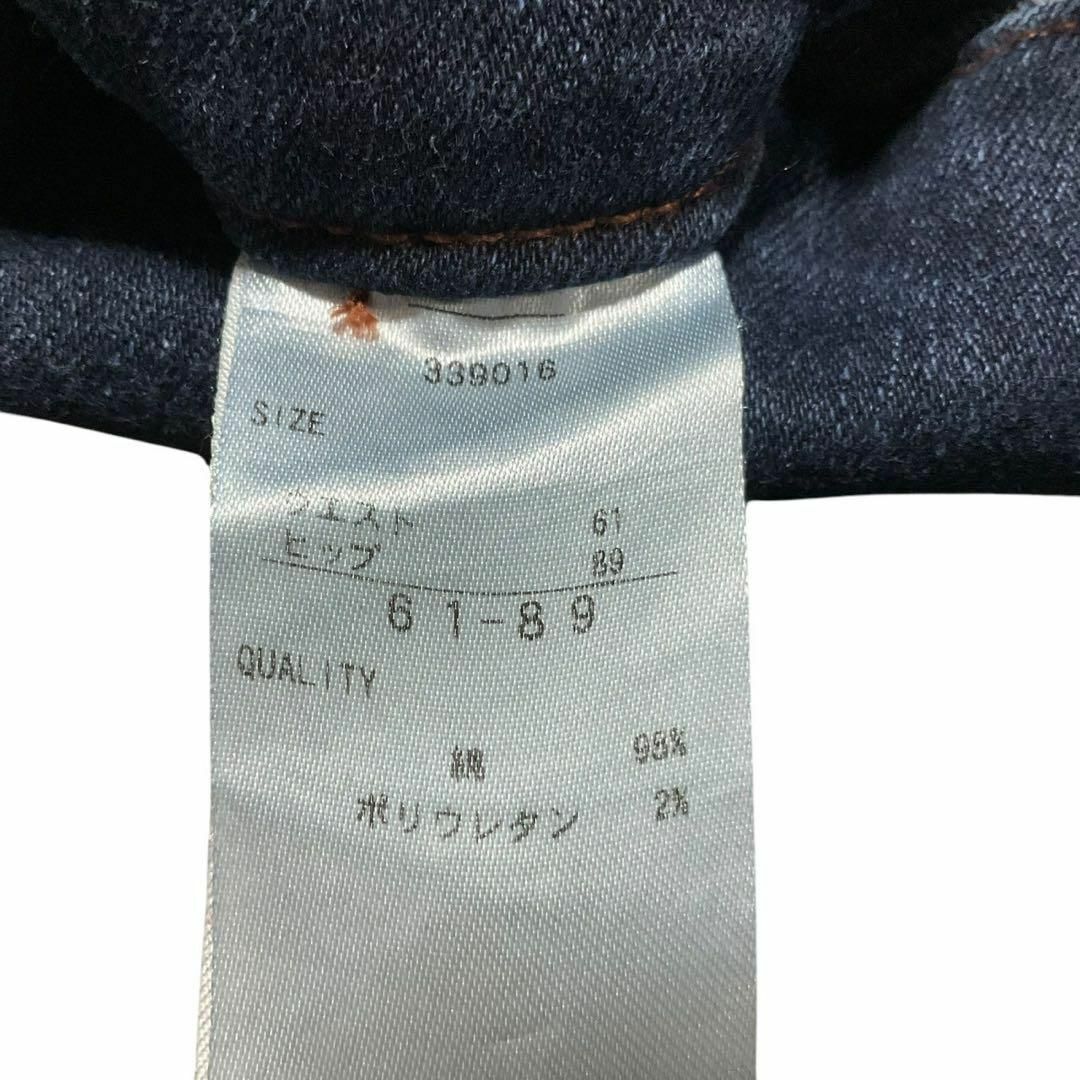 339016
SIZE
ウエスト 61
ヒップ 89
61-89
QUALITY
綿 98%
ポリウレタン 2%